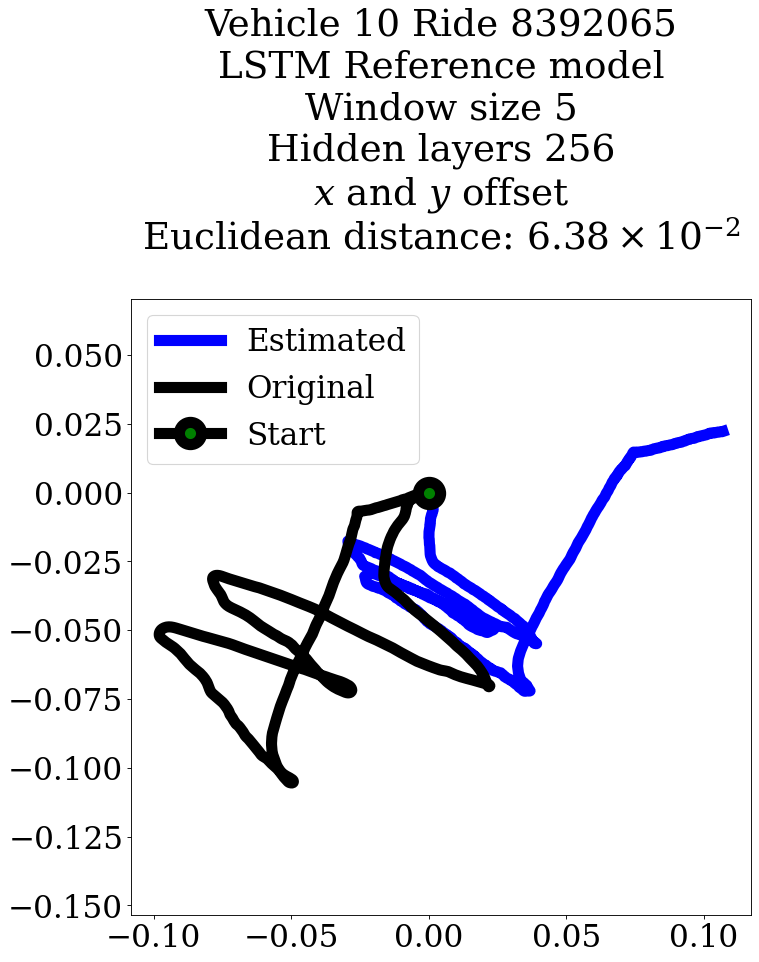 Vehicle 10 Ride 8392065
LSTM Reference model
Window size 5
Hidden layers 256
x and y offset
Euclidean distance: 6.38 × 10⁻²
Estimated
Original
Start
0.050
0.025
0.000
−0.025
−0.050
−0.075
−0.100
−0.125
−0.150
−0.10 −0.05 0.00 0.05 0.10